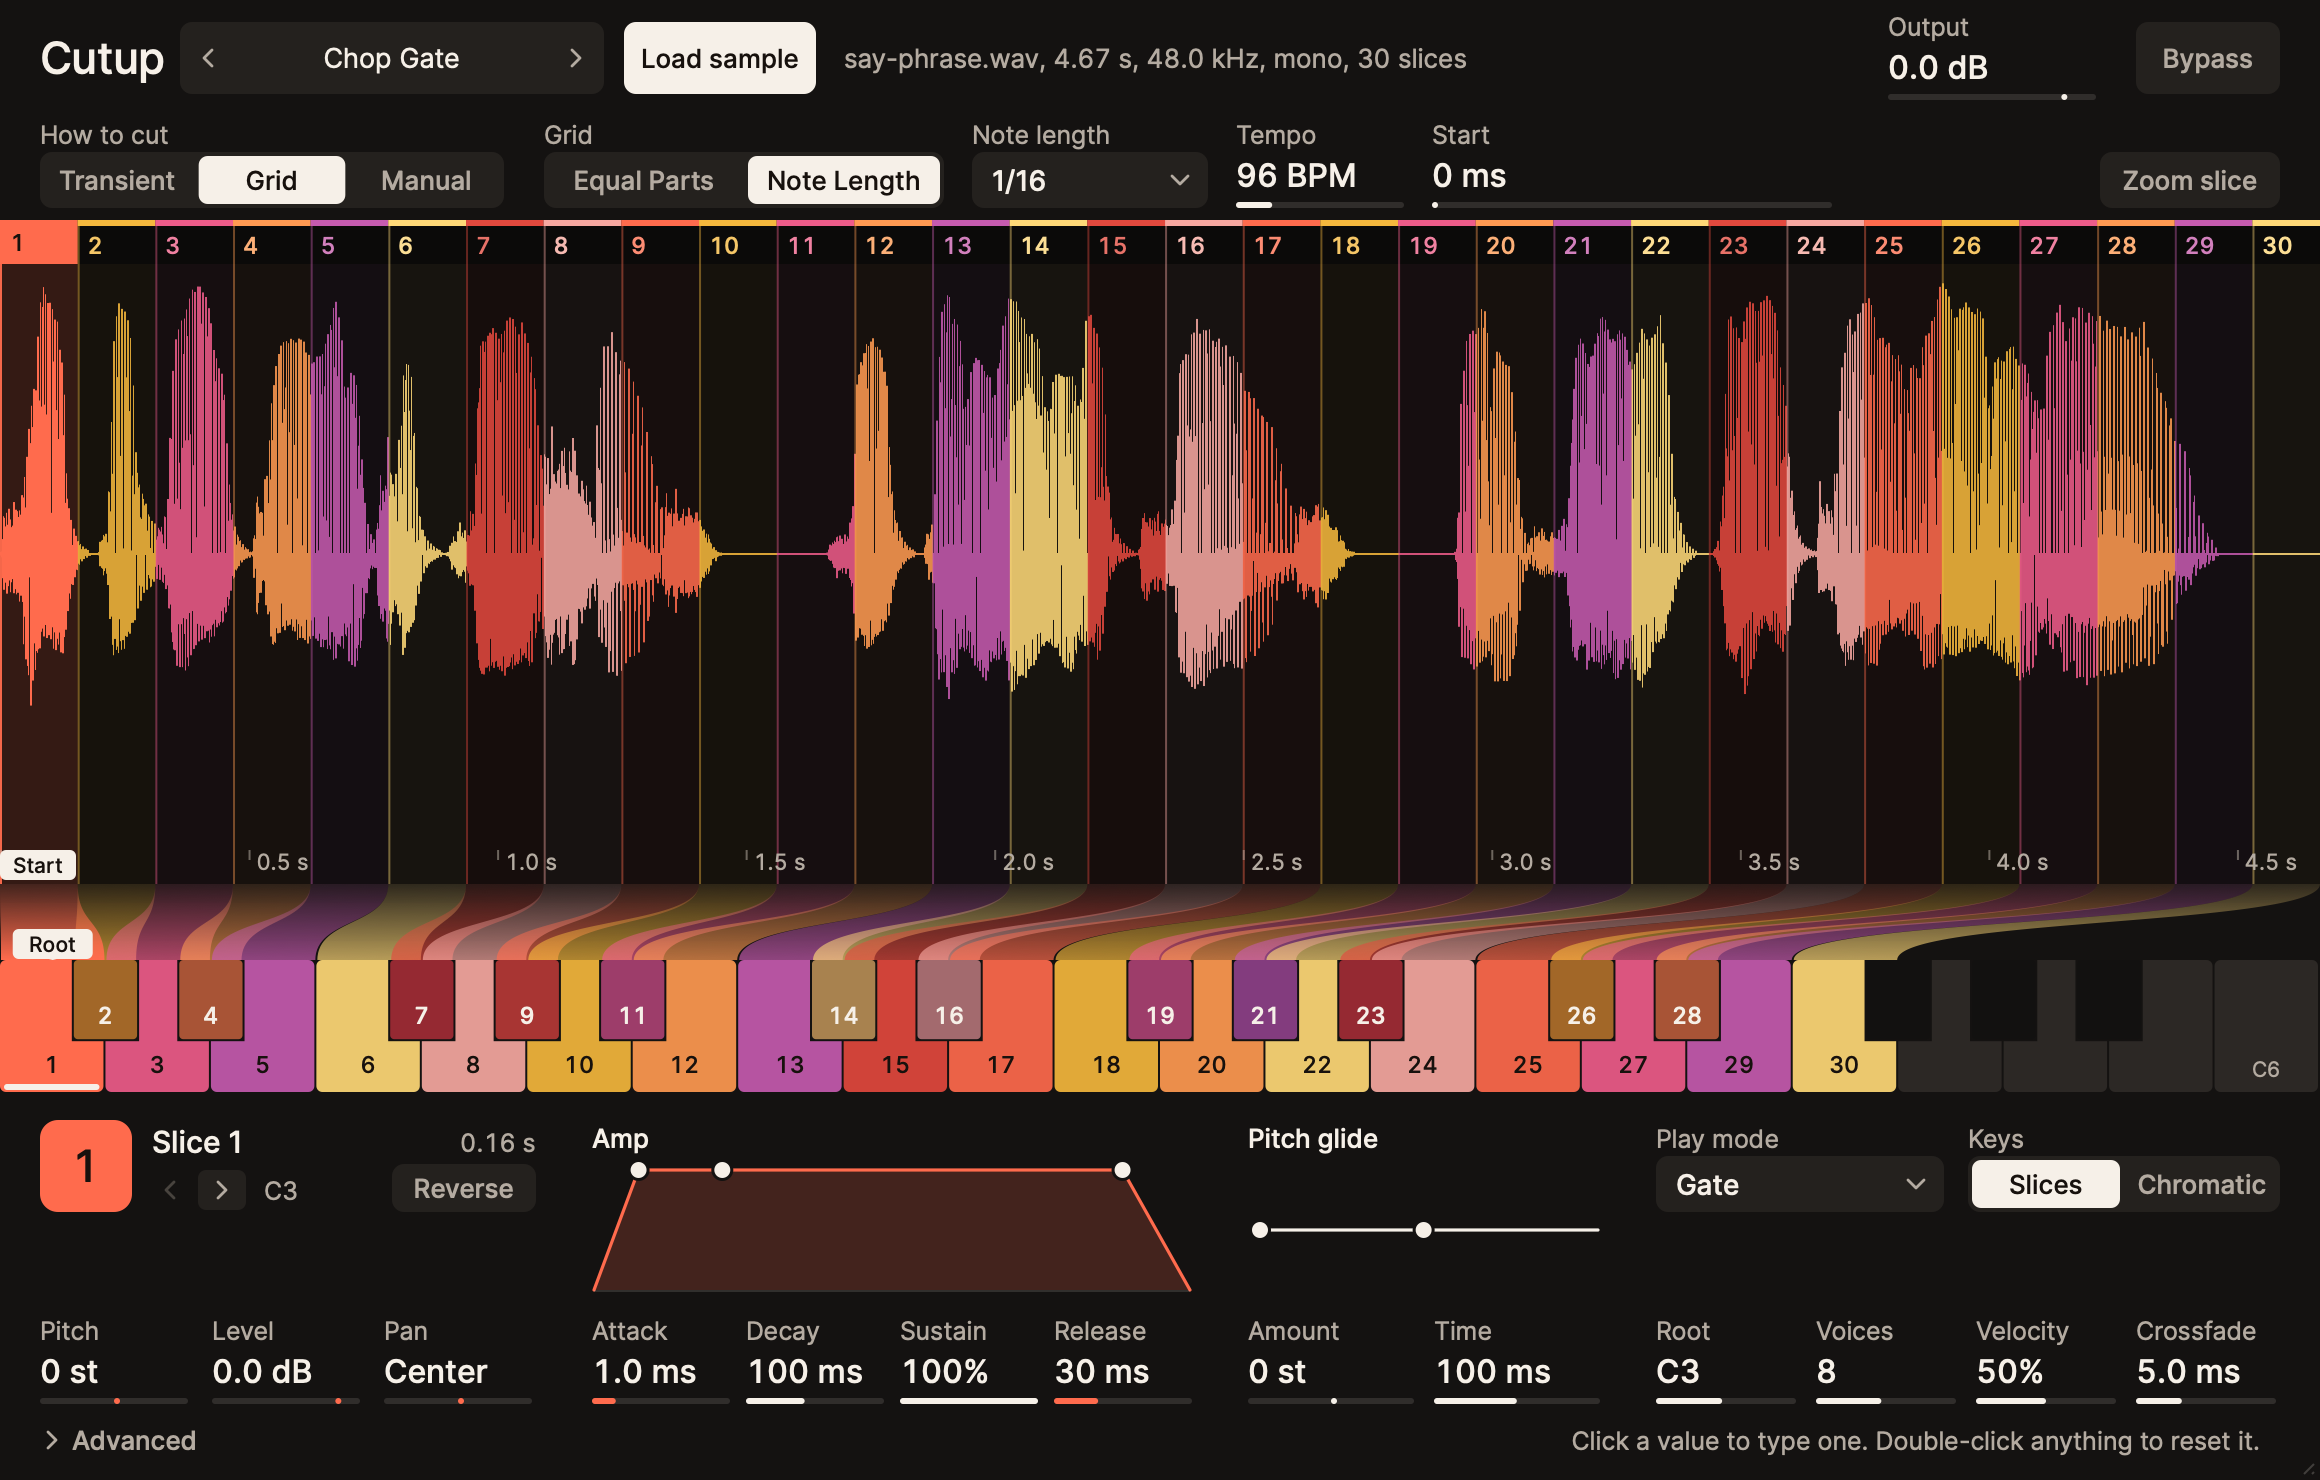 Cutup
Chop Gate
Load sample
say-phrase.wav, 4.67 s, 48.0 kHz, mono, 30 slices
Output
0.0 dB
Bypass
How to cut
Transient Grid Manual
Grid
Equal Parts Note Length
Note length
1/16
Tempo
96 BPM
Start
0 ms
Zoom slice
1 2 3 4 5 6 7 8 9 10 11 12 13 14 15 16 17 18 19 20 21 22 23 24 25 26 27 28 29 30
Start
0.5 s 1.0 s 1.5 s 2.0 s 2.5 s 3.0 s 3.5 s 4.0 s 4.5 s
Root
2 4 7 9 11 14 16 19 21 23 26 28
1 3 5 6 8 10 12 13 15 17 18 20 22 24 25 27 29 30 C6
1
Slice 1
0.16 s
C3
Reverse
Amp
Pitch glide
Play mode
Gate
Keys
Slices Chromatic
Pitch
0 st
Level
0.0 dB
Pan
Center
Attack
1.0 ms
Decay
100 ms
Sustain
100%
Release
30 ms
Amount
0 st
Time
100 ms
Root
C3
Voices
8
Velocity
50%
Crossfade
5.0 ms
Advanced
Click a value to type one. Double-click anything to reset it.